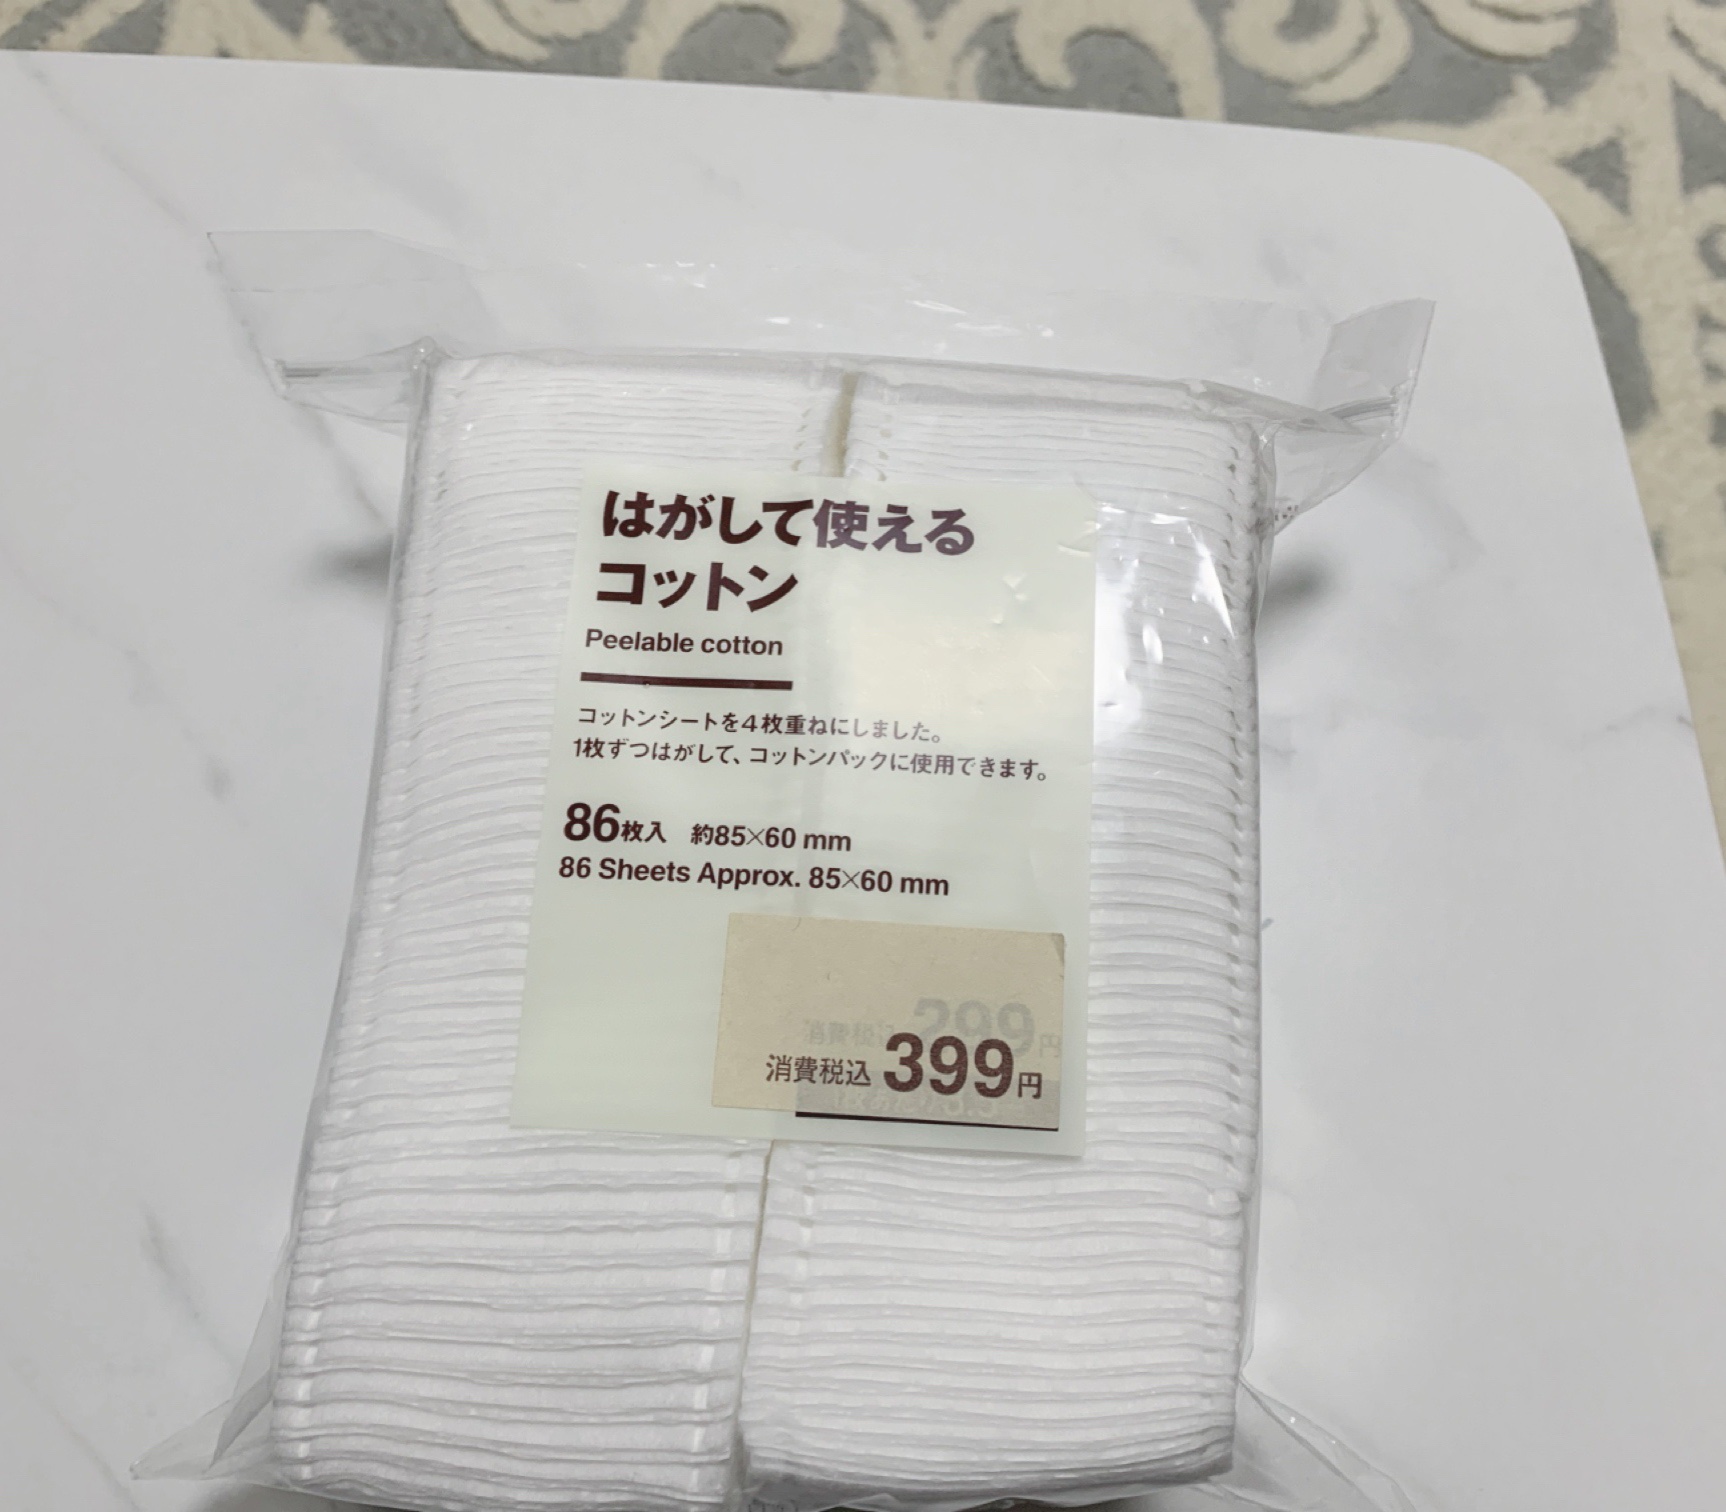 はがして使える
コットン
Peelable cotton
コットンシートを4枚重ねにしました。
1枚ずつはがして、コットンパックに使用できます。
86枚入 約85×60 mm
86 Sheets Approx. 85×60 mm
消費税込 299円
消費税込 399円